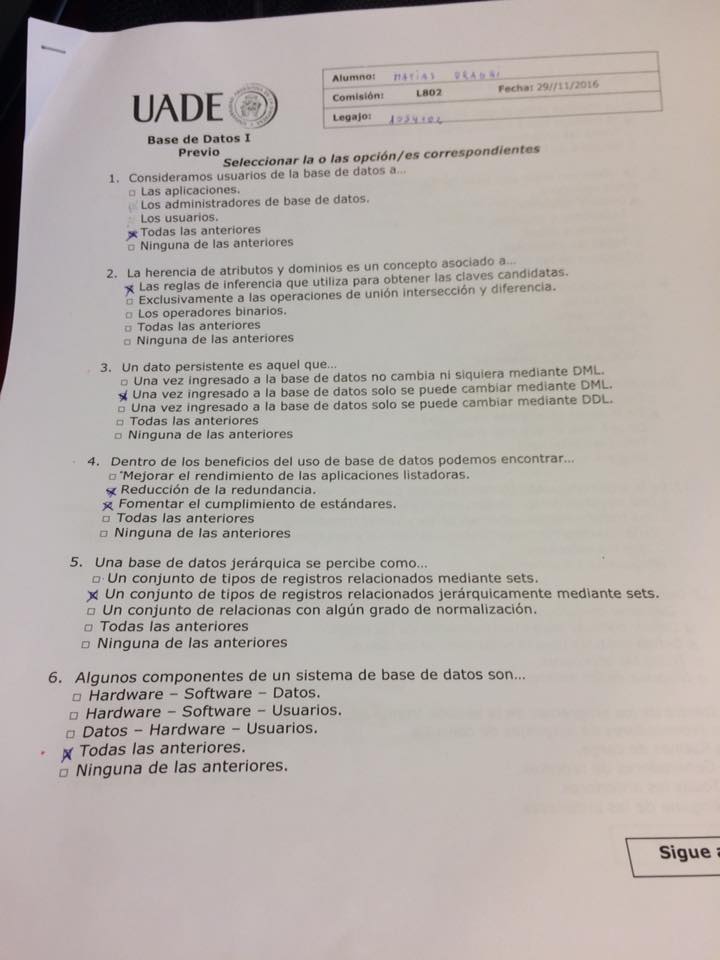 UADE
Alumno: MATIAS
Comisión: L802 Fecha: 29//11/2016
Legajo:
Base de Datos I
Previo
Seleccionar la o las opción/es correspondientes
1. Consideramos usuarios de la base de datos a...
Las aplicaciones.
Los administradores de base de datos.
Los usuarios.
Todas las anteriores
Ninguna de las anteriores
2. La herencia de atributos y dominios es un concepto asociado a...
Las reglas de inferencia que utiliza para obtener las claves candidatas.
Exclusivamente a las operaciones de unión intersección y diferencia.
Los operadores binarios.
Todas las anteriores
Ninguna de las anteriores
3. Un dato persistente es aquel que...
Una vez ingresado a la base de datos no cambia ni siquiera mediante DML.
Una vez ingresado a la base de datos solo se puede cambiar mediante DML.
Una vez ingresado a la base de datos solo se puede cambiar mediante DDL.
Todas las anteriores
Ninguna de las anteriores
4. Dentro de los beneficios del uso de base de datos podemos encontrar...
Mejorar el rendimiento de las aplicaciones listadoras.
Reducción de la redundancia.
Fomentar el cumplimiento de estándares.
Todas las anteriores
Ninguna de las anteriores
5. Una base de datos jerárquica se percibe como...
Un conjunto de tipos de registros relacionados mediante sets.
Un conjunto de tipos de registros relacionados jerárquicamente mediante sets.
Un conjunto de relacionas con algún grado de normalización.
Todas las anteriores
Ninguna de las anteriores
6. Algunos componentes de un sistema de base de datos son...
Hardware – Software – Datos.
Hardware – Software – Usuarios.
Datos – Hardware – Usuarios.
Todas las anteriores.
Ninguna de las anteriores.
Sigue